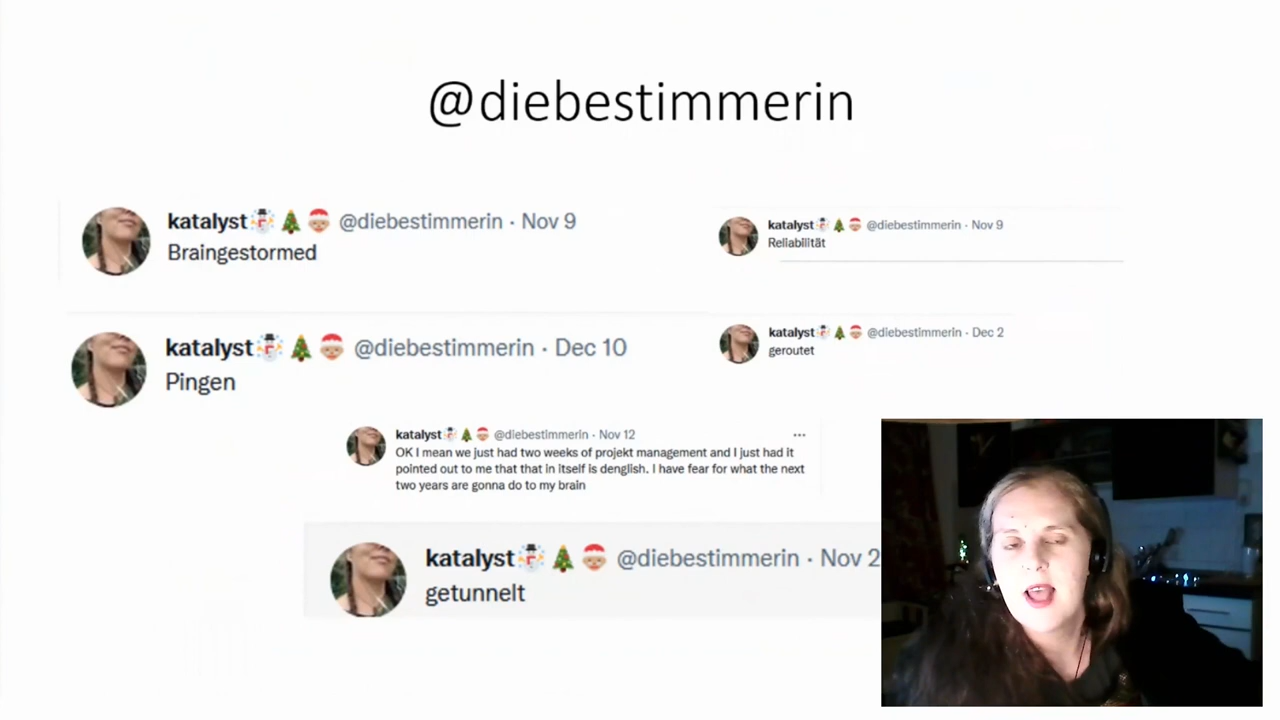 @diebestimmerin
katalyst⛄🎄🎅🏼 @diebestimmerin · Nov 9
Braingestormed
katalyst⛄🎄🎅🏼 @diebestimmerin · Nov 9
Reliabilität
katalyst⛄🎄🎅🏼 @diebestimmerin · Dec 10
Pingen
katalyst⛄🎄🎅🏼 @diebestimmerin · Dec 2
geroutet
katalyst⛄🎄🎅🏼 @diebestimmerin · Nov 12
OK I mean we just had two weeks of projekt management and I just had it
pointed out to me that that in itself is denglish. I have fear for what the next
two years are gonna do to my brain
katalyst⛄🎄🎅🏼 @diebestimmerin · Nov 2
getunnelt